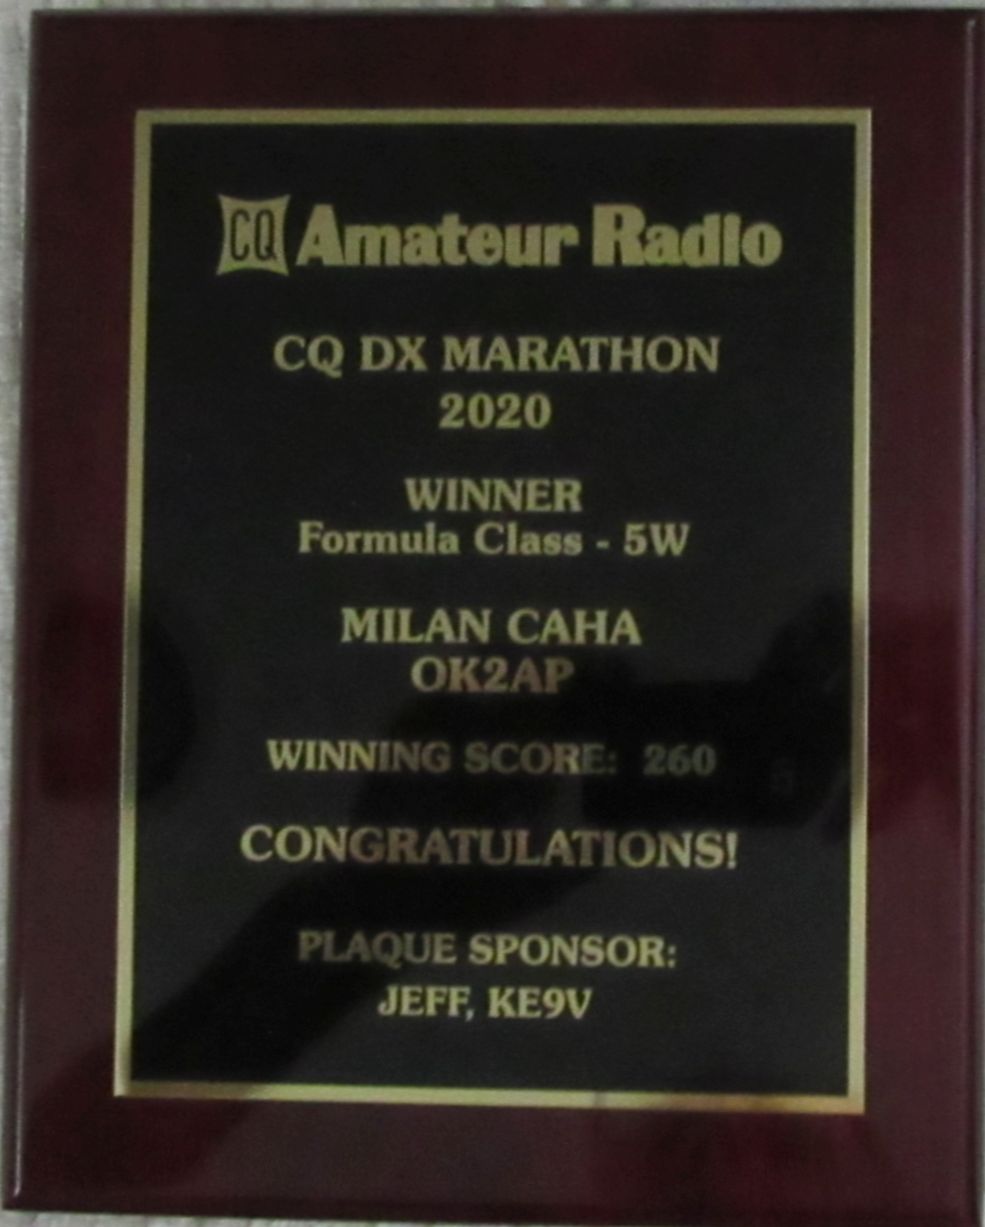 CQ Amateur Radio
CQ DX MARATHON
2020
WINNER
Formula Class - 5W
MILAN CAHA
OK2AP
WINNING SCORE: 260
CONGRATULATIONS!
PLAQUE SPONSOR:
JEFF, KE9V